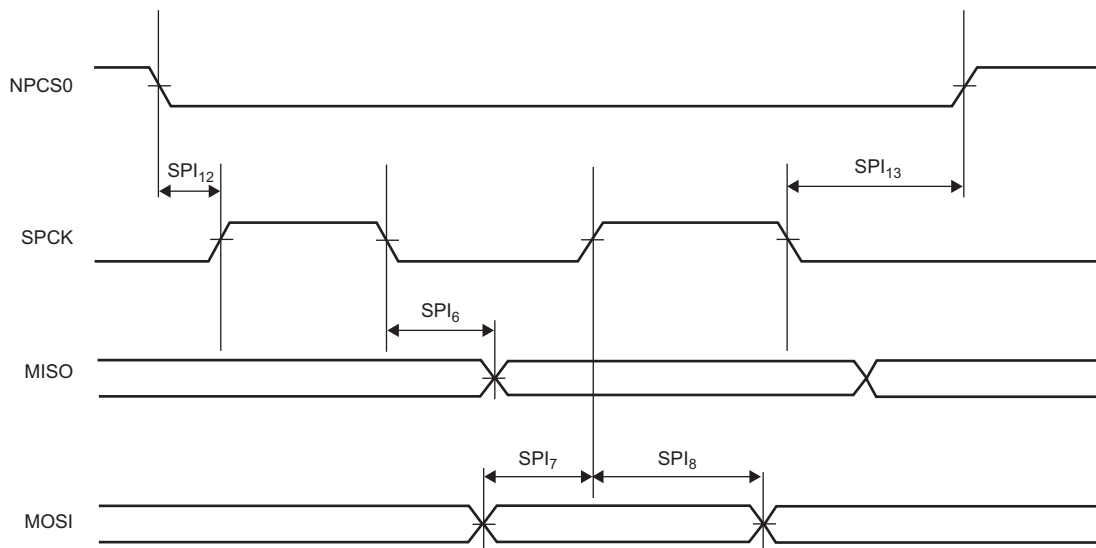 NPCS0
SPI₁₂
SPI₁₃
SPCK
SPI₆
MISO
SPI₇
SPI₈
MOSI